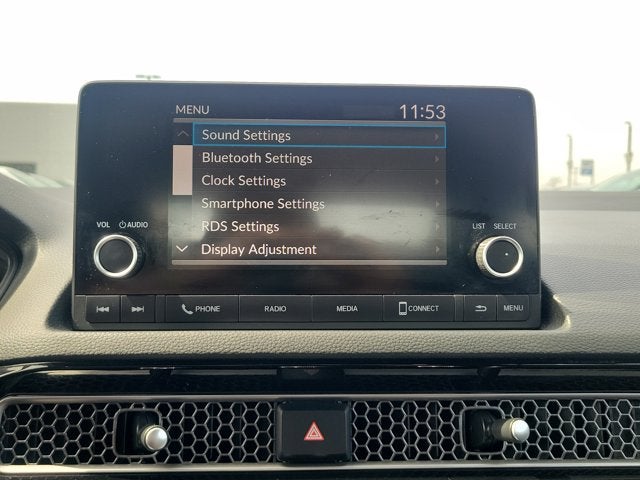 MENU 11:53
Sound Settings
Bluetooth Settings
Clock Settings
Smartphone Settings
RDS Settings
Display Adjustment
VOL AUDIO
LIST SELECT
PHONE RADIO MEDIA CONNECT MENU